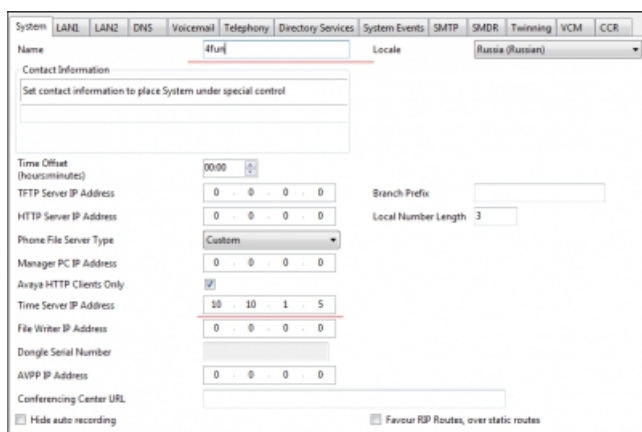 System LAN1 LAN2 DNS Voicemail Telephony Directory Services System Events SMTP SMDR Twinning VCM CCR
Name 4fun Locale Russia (Russian)
Contact Information
Set contact information to place System under special control
Time Offset
(hours:minutes) 00:00
TFTP Server IP Address 0 . 0 . 0 . 0 Branch Prefix
HTTP Server IP Address 0 . 0 . 0 . 0 Local Number Length 3
Phone File Server Type Custom
Manager PC IP Address 0 . 0 . 0 . 0
Avaya HTTP Clients Only
Time Server IP Address 10 . 10 . 1 . 5
File Writer IP Address 0 . 0 . 0 . 0
Dongle Serial Number
AVPP IP Address 0 . 0 . 0 . 0
Conferencing Center URL
Hide auto recording Favour RIP Routes, over static routes